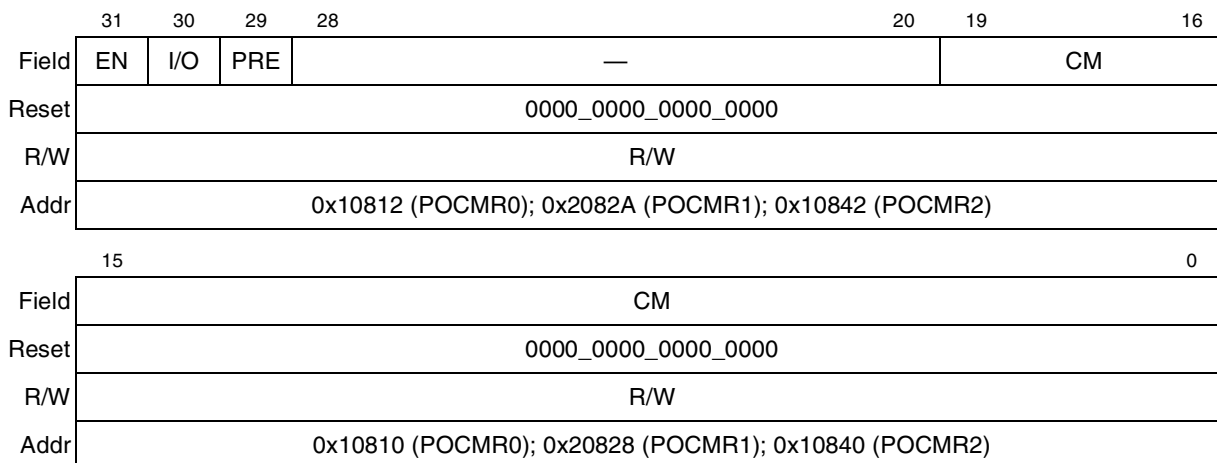 31 30 29 28 20 19 16
Field EN I/O PRE — CM
Reset 0000_0000_0000_0000
R/W R/W
Addr 0x10812 (POCMR0); 0x2082A (POCMR1); 0x10842 (POCMR2)
15 0
Field CM
Reset 0000_0000_0000_0000
R/W R/W
Addr 0x10810 (POCMR0); 0x20828 (POCMR1); 0x10840 (POCMR2)